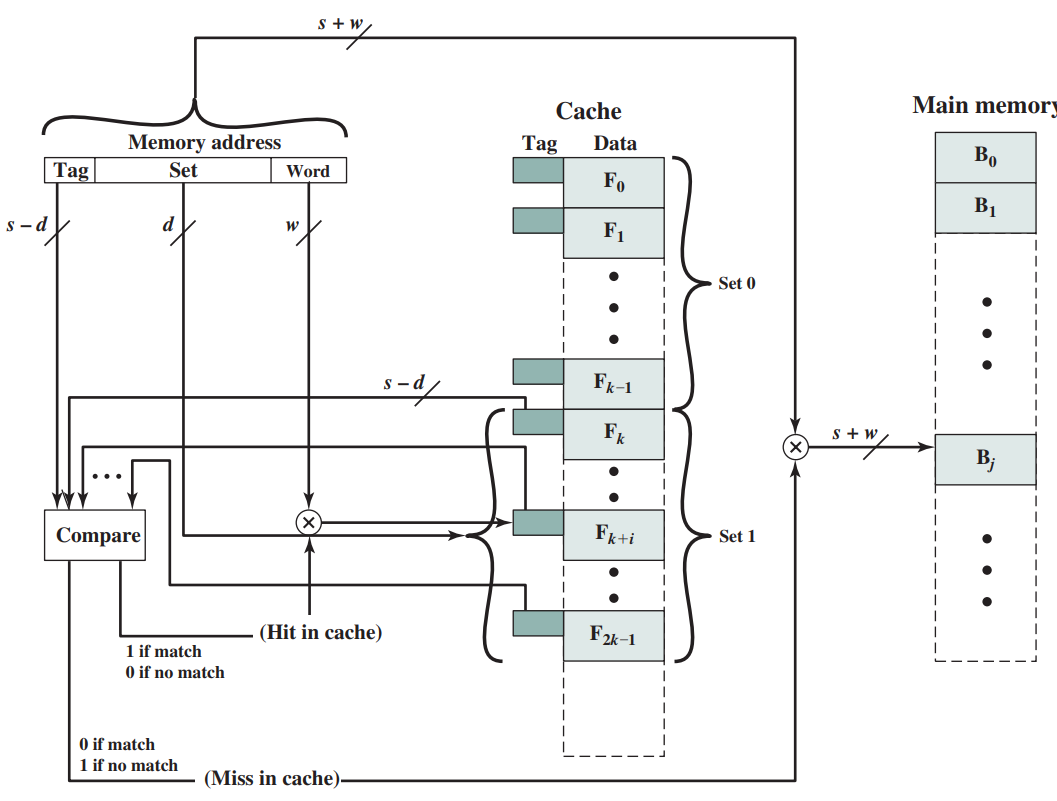 s + w
Cache
Main memory
Memory address
Tag Data
Tag Set Word
B0
F0
B1
s – d
d
w
F1
Set 0
s – d
Fk–1
Fk
s + w
Bj
Compare
Fk+i
Set 1
F2k–1
(Hit in cache)
1 if match
0 if no match
0 if match
1 if no match
(Miss in cache)